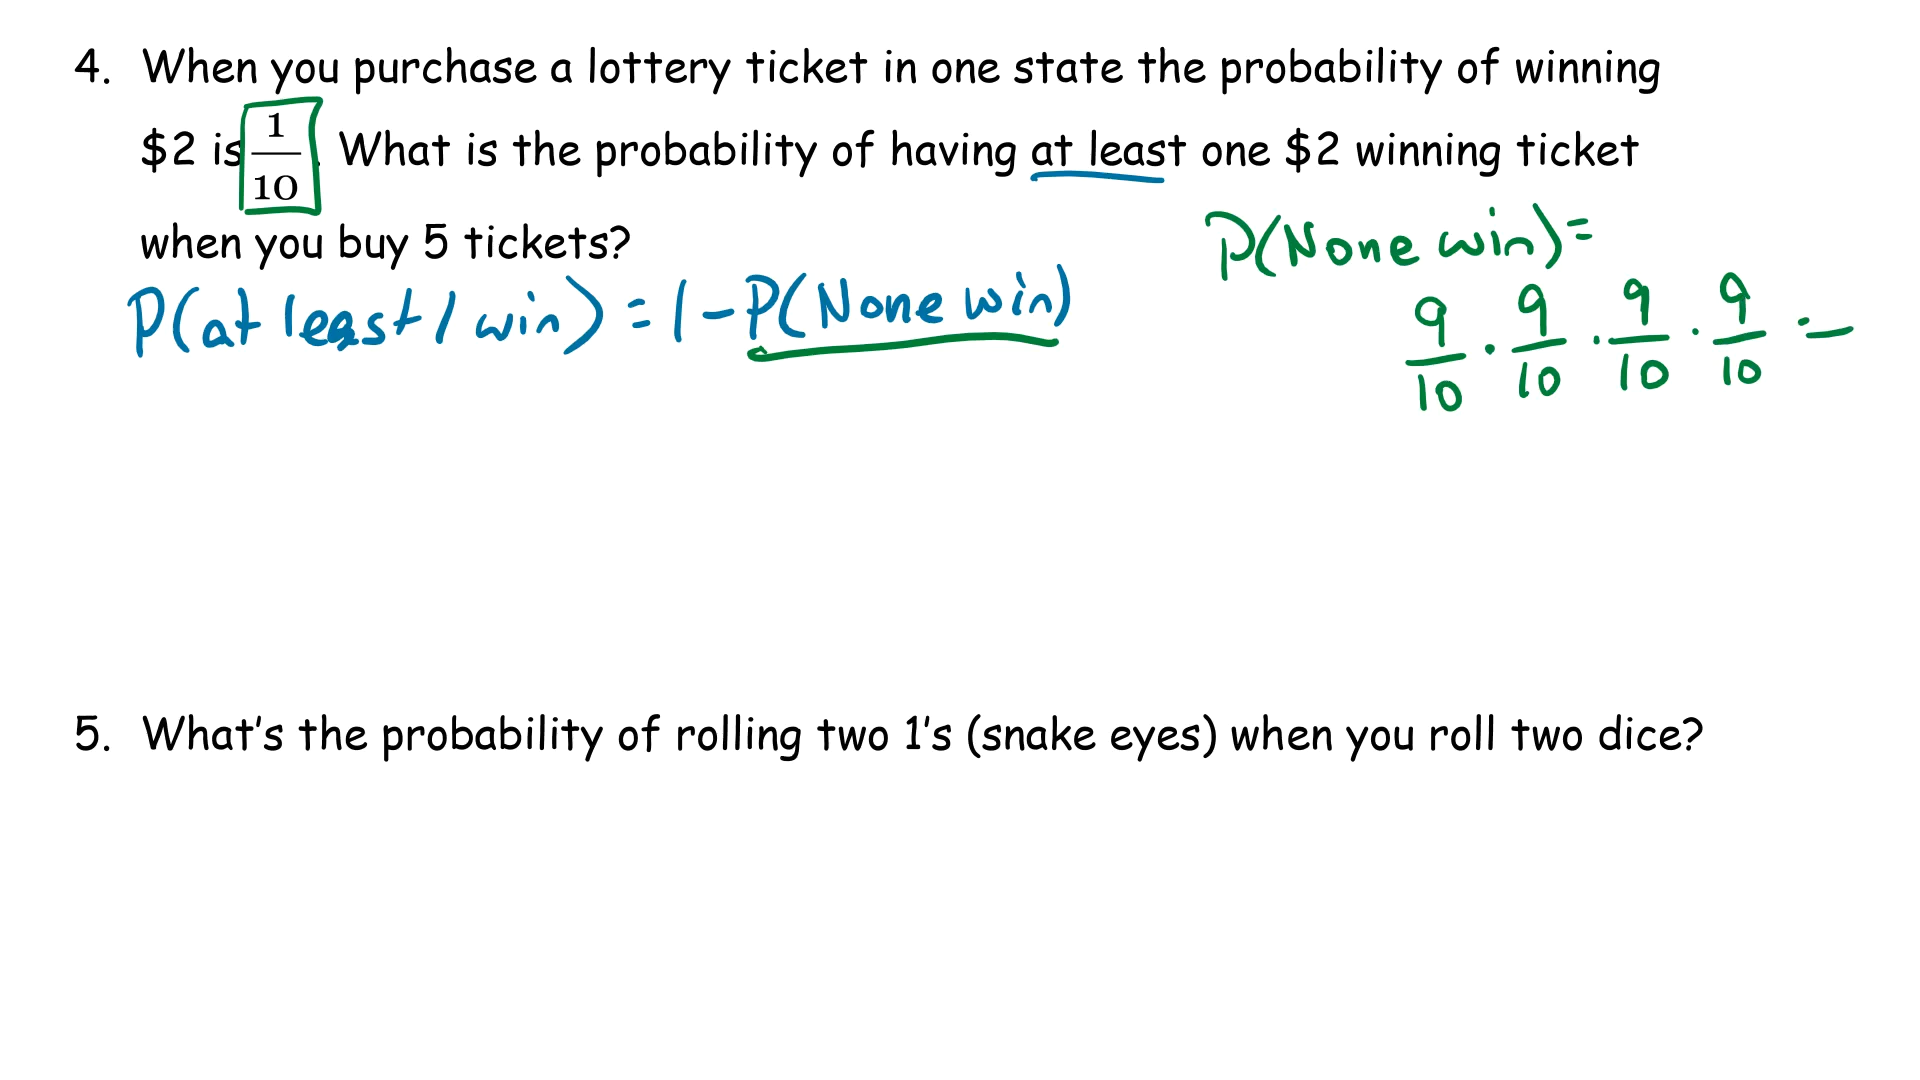 4. When you purchase a lottery ticket in one state the probability of winning
$2 is 1/10. What is the probability of having at least one $2 winning ticket
when you buy 5 tickets?
P(None win) =
P(at least 1 win) = 1 - P(None win)
9/10 · 9/10 · 9/10 · 9/10 · —
5. What's the probability of rolling two 1's (snake eyes) when you roll two dice?